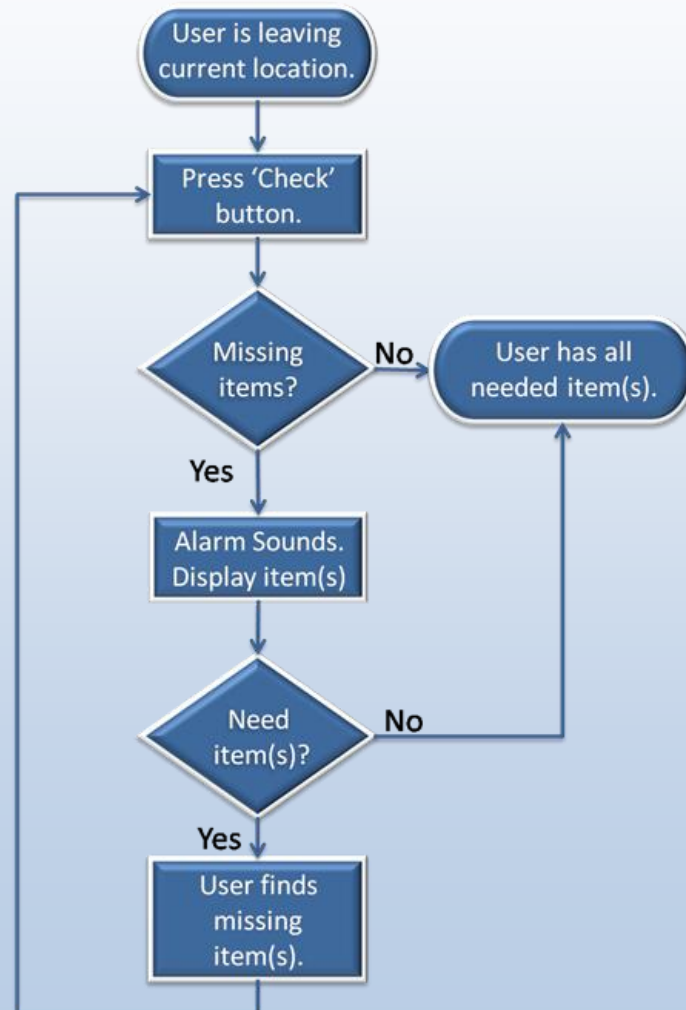 User is leaving
current location.
Press ‘Check’
button.
Missing
items?
No
User has all
needed item(s).
Yes
Alarm Sounds.
Display item(s)
Need
item(s)?
No
Yes
User finds
missing
item(s).